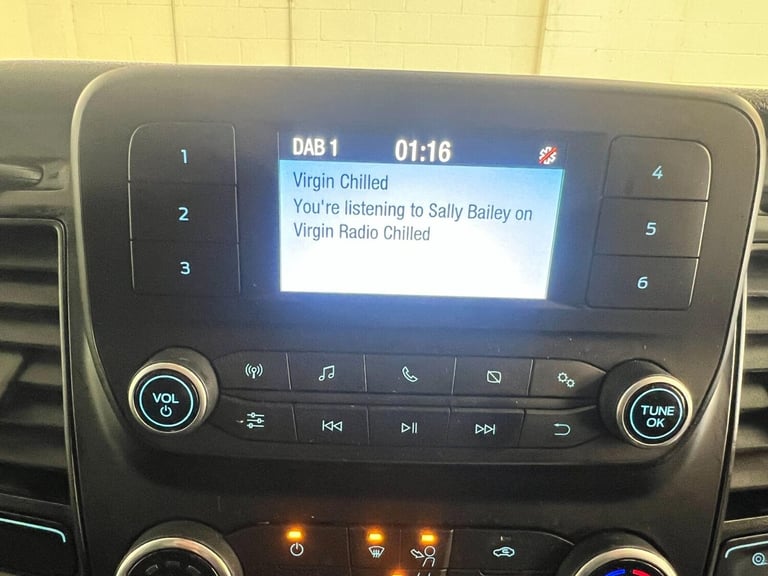 DAB 1 01:16
Virgin Chilled
You're listening to Sally Bailey on
Virgin Radio Chilled
1
2
3
4
5
6
VOL
TUNE
OK